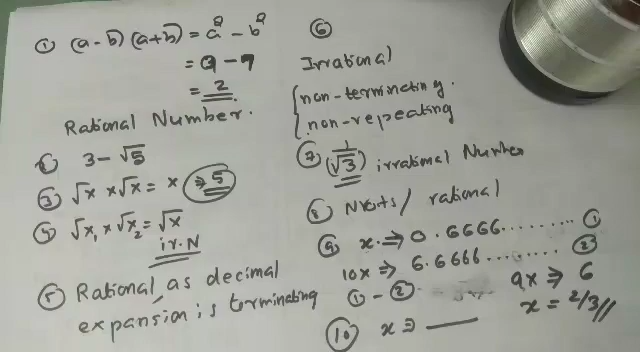 ① (a-b) (a+b) = a² - b²
= 9 - 7
= 2
Rational Number.
② 3 - √5
③ √x × √x = x ⇒ 5
④ √x₁ × √x₂ = √x
ir.N
⑤ Rational, as decimal
expansion is terminating
⑥
Irrational
non-terminating.
non-repeating
⑦ 1/√3 irrational Number
⑧ rational
⑨ x ⇒ 0.6666......... ①
10x ⇒ 6.6666......... ②
① - ② 9x ⇒ 6
x = 2/3//
⑩ x ⇒